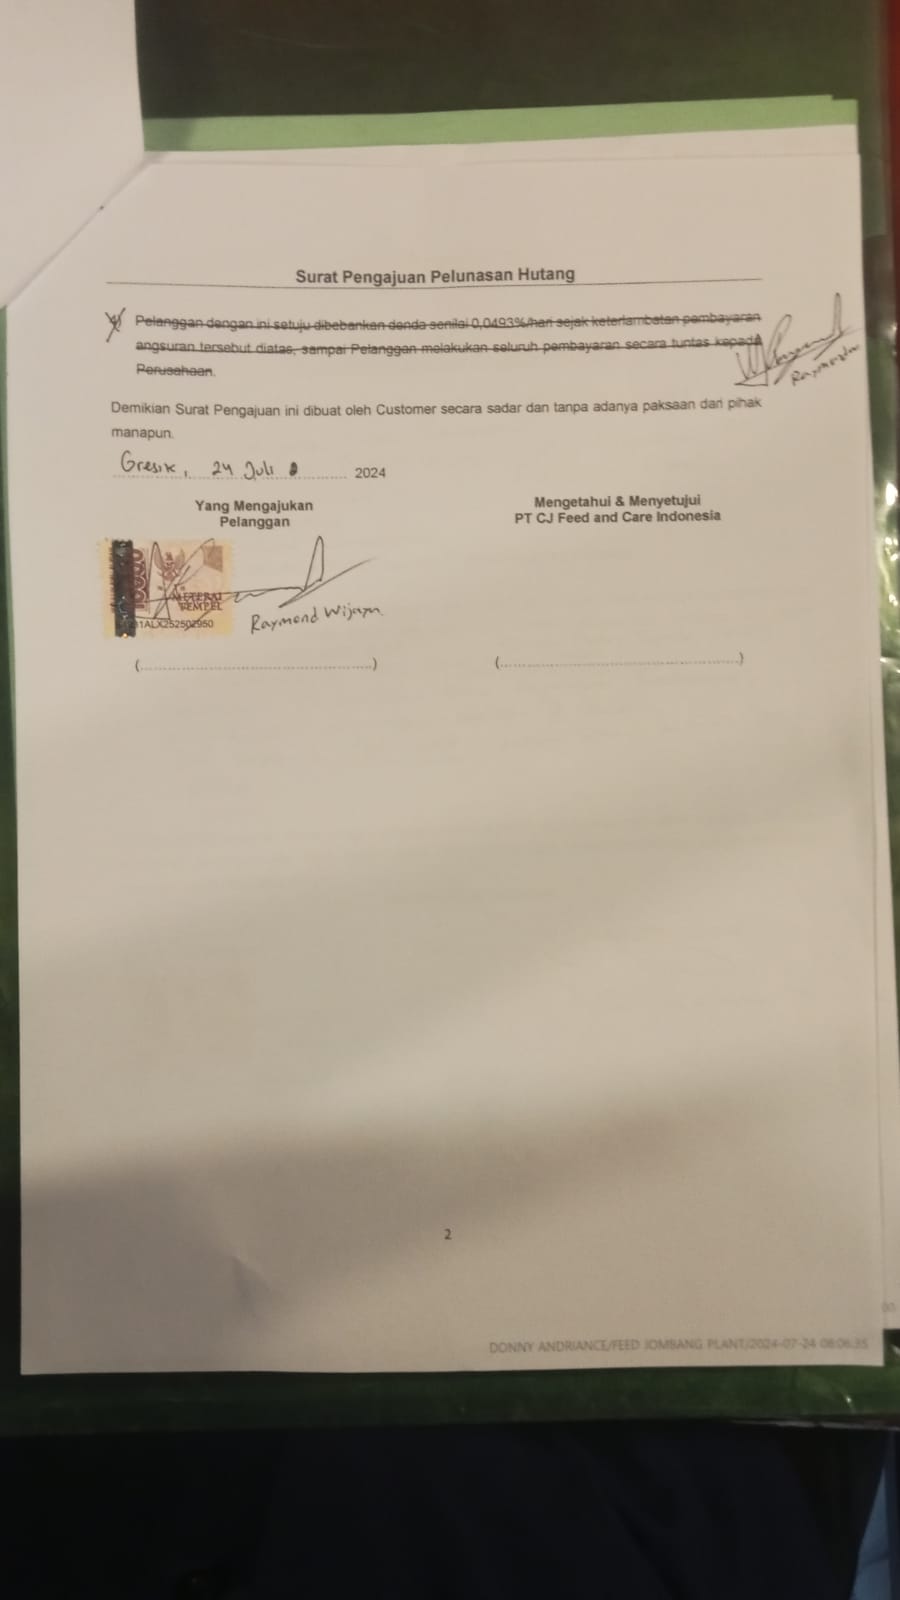 Surat Pengajuan Pelunasan Hutang
Pelanggan dengan ini setuju dibebankan denda senilai 0,0493%/hari sejak keterlambatan pembayaran
angsuran tersebut diatas, sampai Pelanggan melakukan seluruh pembayaran secara tuntas kepada
Perusahaan.
Raymondw
Demikian Surat Pengajuan ini dibuat oleh Customer secara sadar dan tanpa adanya paksaan dari pihak
manapun.
Gresik, 24 Juli 2024
Yang Mengajukan
Pelanggan
Mengetahui & Menyetujui
PT CJ Feed and Care Indonesia
METERAI
TEMPEL
1ALX252502950
Raymond Wijaya
(................................................)
(................................................)
2
DONNY ANDRIANCE/FEED JOMBANG PLANT/2024-07-24 08:06:35